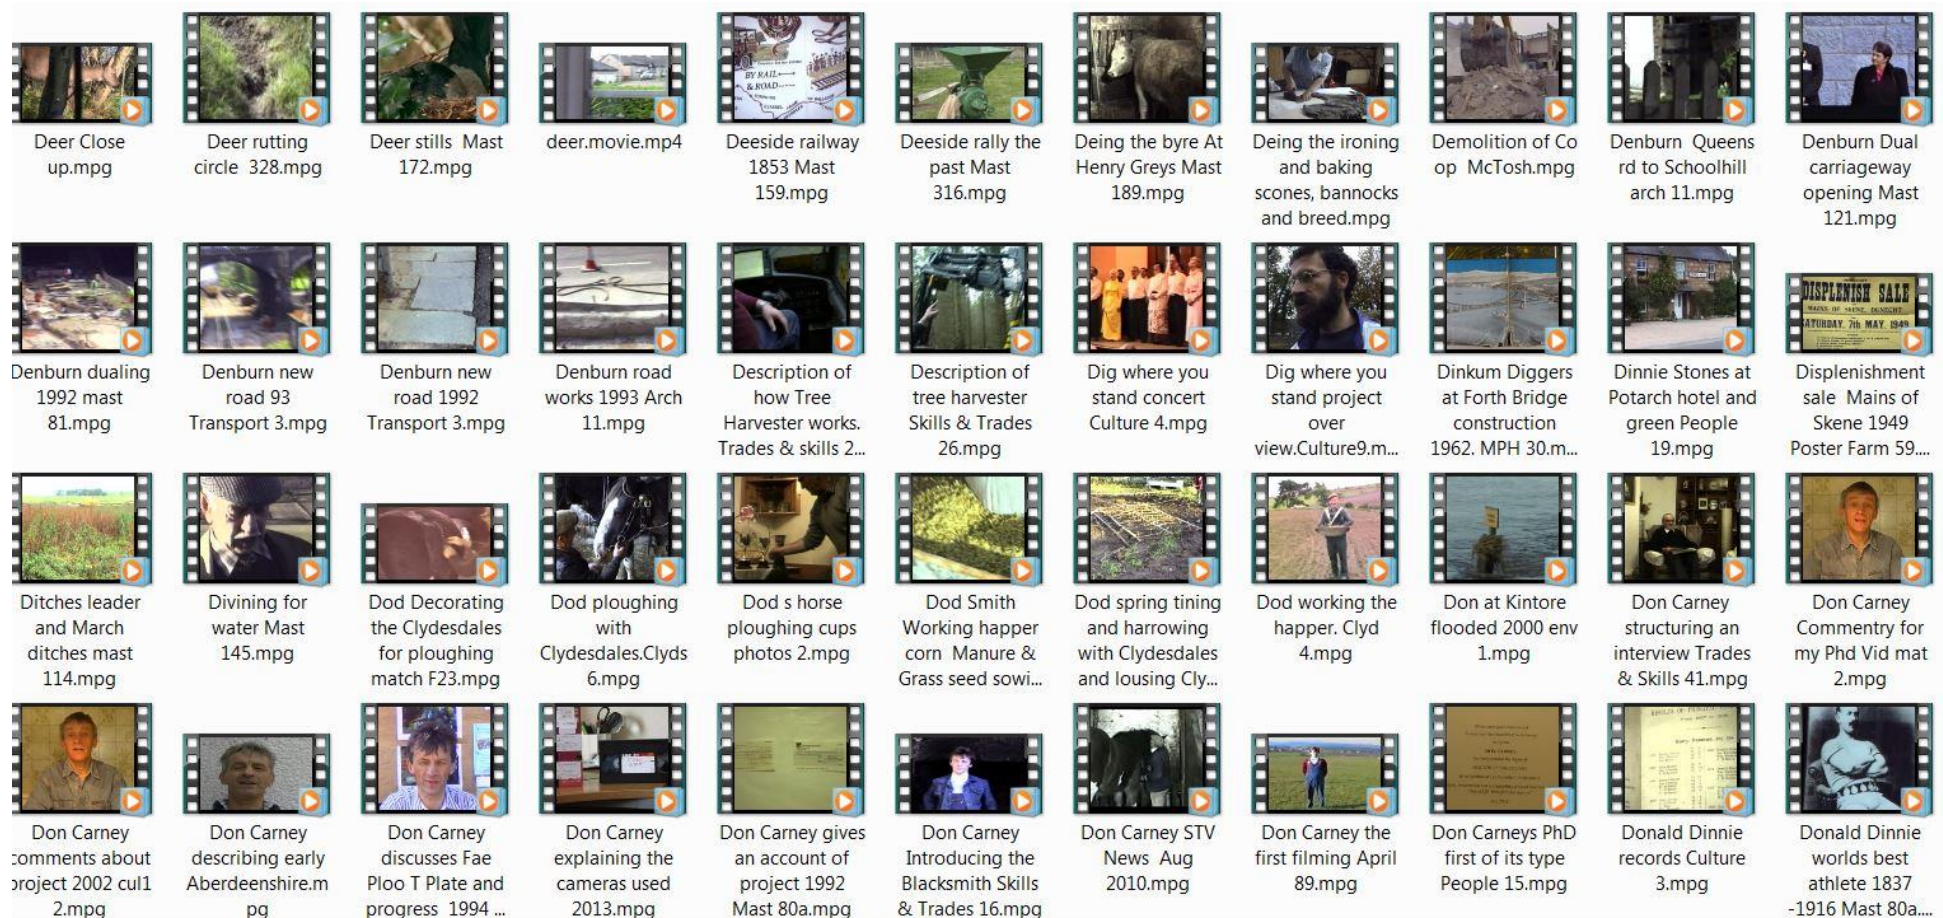 BY RAIL
& ROAD
Deer Close
up.mpg
Deer rutting
circle 328.mpg
Deer stills Mast
172.mpg
deer.movie.mp4
Deeside railway
1853 Mast
159.mpg
Deeside rally the
past Mast
316.mpg
Deing the byre At
Henry Greys Mast
189.mpg
Deing the ironing
and baking
scones, bannocks
and breed.mpg
Demolition of Co
op McTosh.mpg
Denburn Queens
rd to Schoolhill
arch 11.mpg
Denburn Dual
carriageway
opening Mast
121.mpg
DISPLENISH SALE
MAINS OF SKENE, DUNECHT
SATURDAY, 7th MAY, 1949
Denburn dualing
1992 mast
81.mpg
Denburn new
road 93
Transport 3.mpg
Denburn new
road 1992
Transport 3.mpg
Denburn road
works 1993 Arch
11.mpg
Description of
how Tree
Harvester works.
Trades & skills 2...
Description of
tree harvester
Skills & Trades
26.mpg
Dig where you
stand concert
Culture 4.mpg
Dig where you
stand project
over
view.Culture9.m...
Dinkum Diggers
at Forth Bridge
construction
1962. MPH 30.m...
Dinnie Stones at
Potarch hotel and
green People
19.mpg
Displenishment
sale Mains of
Skene 1949
Poster Farm 59....
Ditches leader
and March
ditches mast
114.mpg
Divining for
water Mast
145.mpg
Dod Decorating
the Clydesdales
for ploughing
match F23.mpg
Dod ploughing
with
Clydesdales.Clyds
6.mpg
Dod s horse
ploughing cups
photos 2.mpg
Dod Smith
Working happer
corn Manure &
Grass seed sowi...
Dod spring tining
and harrowing
with Clydesdales
and lousing Cly...
Dod working the
happer. Clyd
4.mpg
Don at Kintore
flooded 2000 env
1.mpg
Don Carney
structuring an
interview Trades
& Skills 41.mpg
Don Carney
Commentry for
my Phd Vid mat
2.mpg
Don Carney
comments about
project 2002 cul1
2.mpg
Don Carney
describing early
Aberdeenshire.m
pg
Don Carney
discusses Fae
Ploo T Plate and
progress 1994 ...
Don Carney
explaining the
cameras used
2013.mpg
Don Carney gives
an account of
project 1992
Mast 80a.mpg
Don Carney
Introducing the
Blacksmith Skills
& Trades 16.mpg
Don Carney STV
News Aug
2010.mpg
Don Carney the
first filming April
89.mpg
Don Carneys PhD
first of its type
People 15.mpg
Donald Dinnie
records Culture
3.mpg
Donald Dinnie
worlds best
athlete 1837
-1916 Mast 80a....